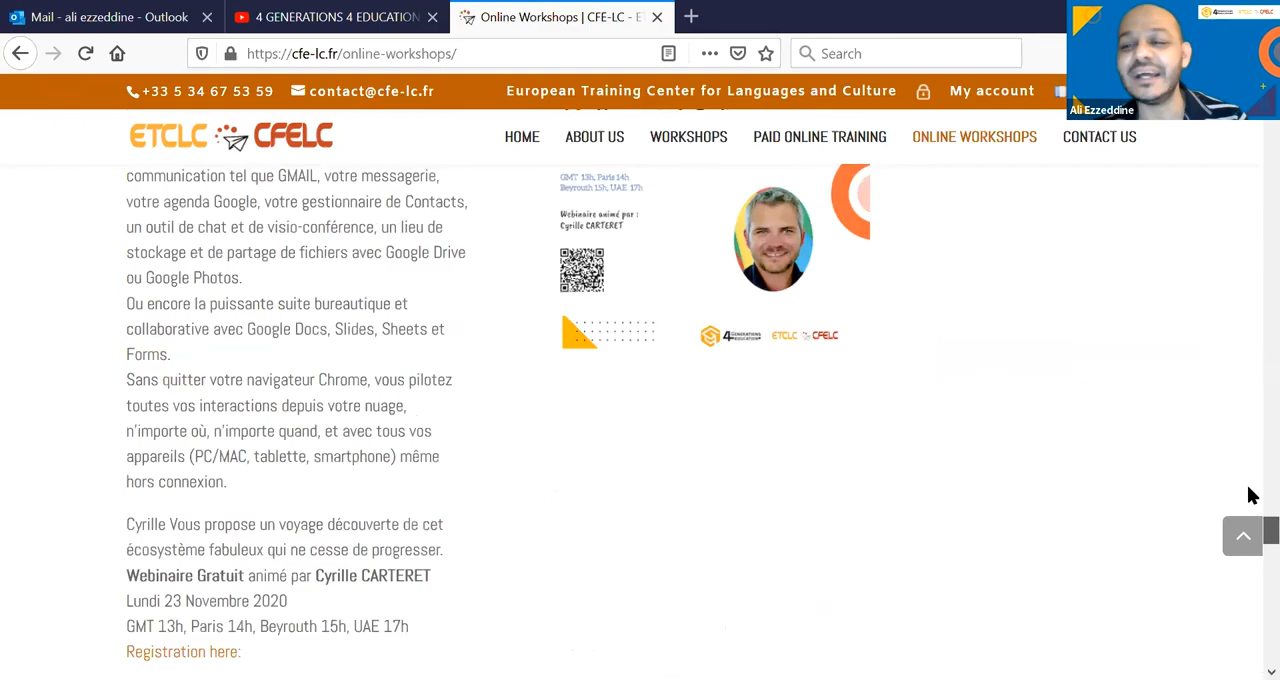 Mail - ali ezzeddine - Outlook
4 GENERATIONS 4 EDUCATION
Online Workshops | CFE-LC - E
https://cfe-lc.fr/online-workshops/
Search
+33 5 34 67 53 59
contact@cfe-lc.fr
European Training Center for Languages and Culture
My account
Ali Ezzeddine
ETCLC CFELC
HOME
ABOUT US
WORKSHOPS
PAID ONLINE TRAINING
ONLINE WORKSHOPS
CONTACT US
communication tel que GMAIL, votre messagerie,
votre agenda Google, votre gestionnaire de Contacts,
un outil de chat et de visio-conférence, un lieu de
stockage et de partage de fichiers avec Google Drive
ou Google Photos.
Ou encore la puissante suite bureautique et
collaborative avec Google Docs, Slides, Sheets et
Forms.
Sans quitter votre navigateur Chrome, vous pilotez
toutes vos interactions depuis votre nuage,
n'importe où, n'importe quand, et avec tous vos
appareils (PC/MAC, tablette, smartphone) même
hors connexion.
Cyrille Vous propose un voyage découverte de cet
écosystème fabuleux qui ne cesse de progresser.
Webinaire Gratuit animé par Cyrille CARTERET
Lundi 23 Novembre 2020
GMT 13h, Paris 14h, Beyrouth 15h, UAE 17h
Registration here:
GMT 13h, Paris 14h
Beyrouth 15h, UAE 17h
Webinaire animé par :
Cyrille CARTERET
4 GENERATIONS
4 EDUCATION
ETCLC CFELC